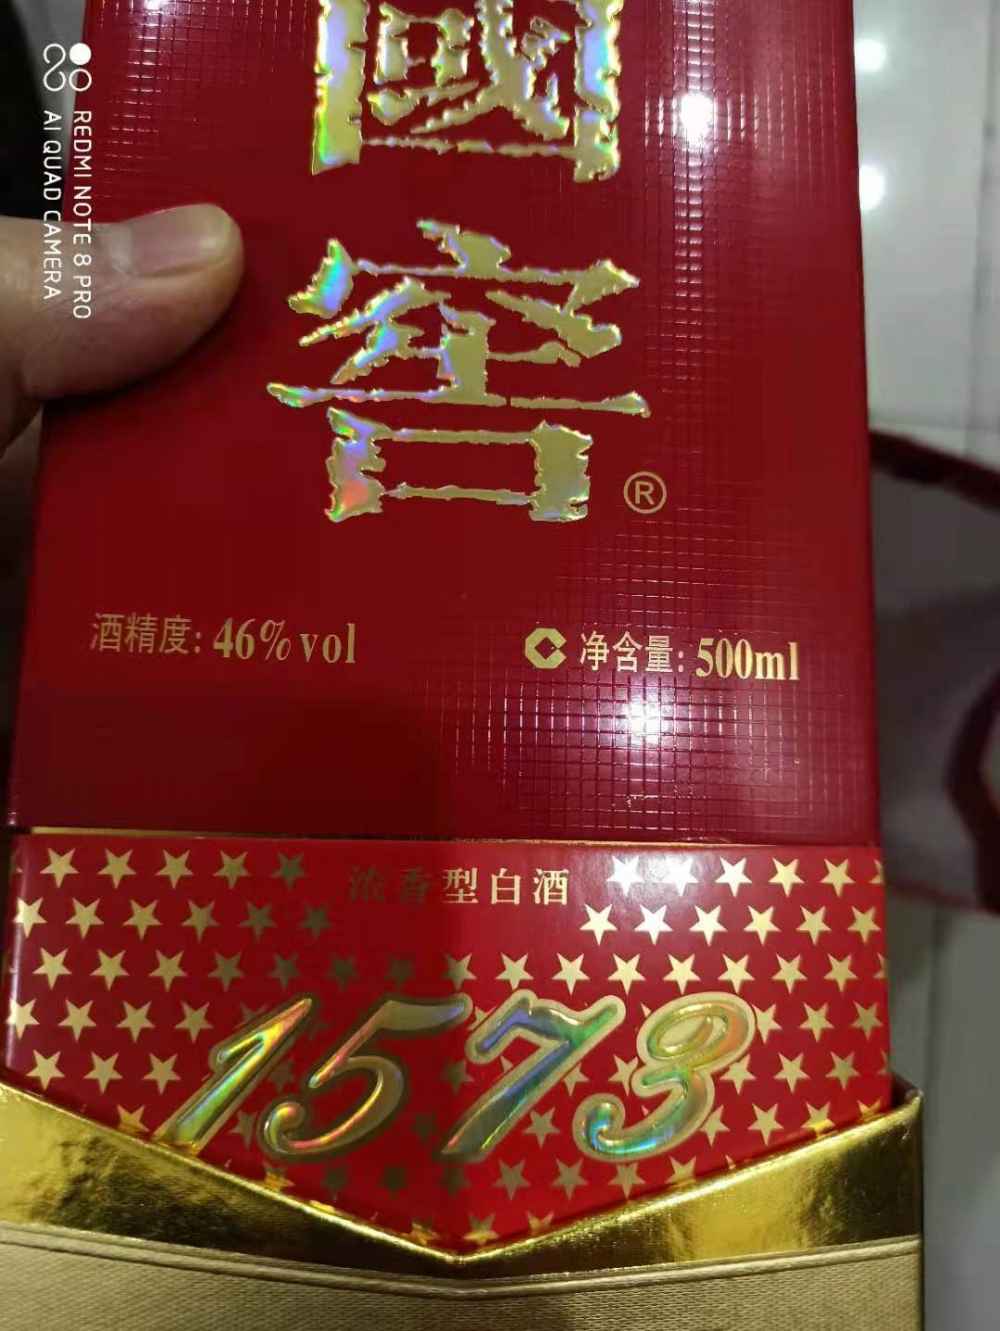 國
窖®
酒精度: 46% vol
净含量: 500ml
浓香型白酒
1573
REDMI NOTE 8 PRO
AI QUAD CAMERA